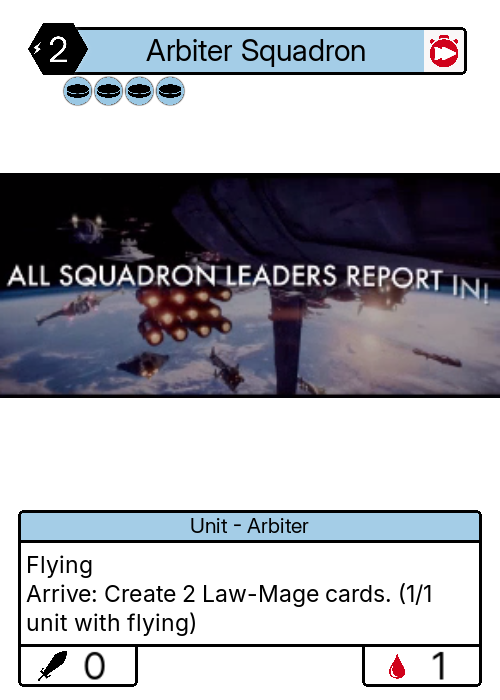 2 Arbiter Squadron
ALL SQUADRON LEADERS REPORT IN!
Unit - Arbiter
Flying
Arrive: Create 2 Law-Mage cards. (1/1
unit with flying)
0 1